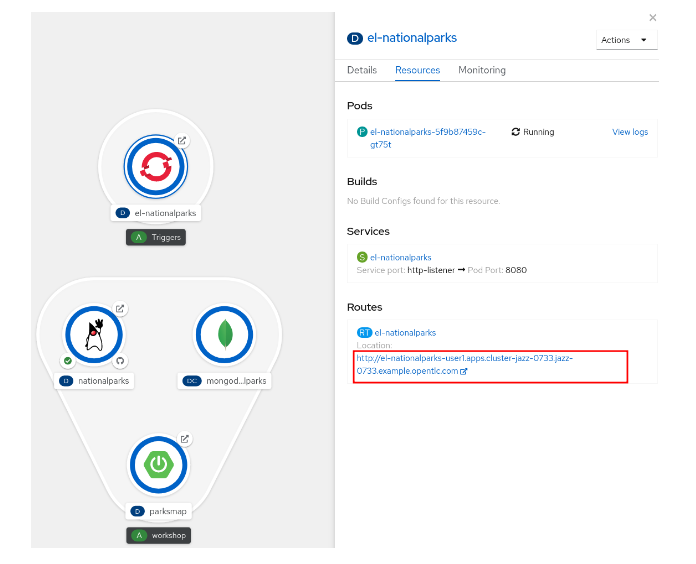 D el-nationalparks
A Triggers
D nationalparks
DC mongod...lparks
D parksmap
A workshop
D el-nationalparks
Actions
Details Resources Monitoring
Pods
P el-nationalparks-5f9b87459c-
gt75t
Running
View logs
Builds
No Build Configs found for this resource.
Services
S el-nationalparks
Service port: http-listener → Pod Port: 8080
Routes
RT el-nationalparks
Location:
http://el-nationalparks-user1.apps.cluster-jazz-0733.jazz-
0733.example.opentlc.com